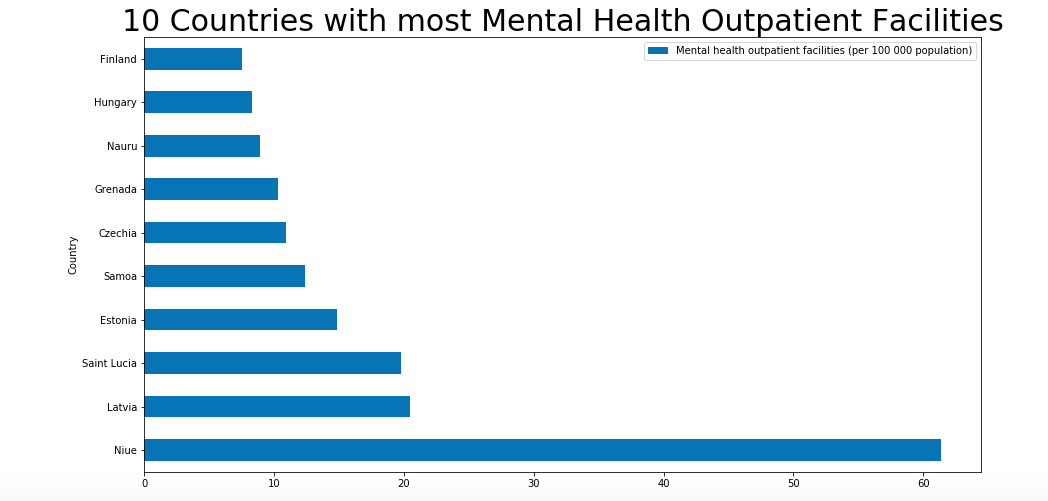 10 Countries with most Mental Health Outpatient Facilities
Mental health outpatient facilities (per 100 000 population)
Country
Finland
Hungary
Nauru
Grenada
Czechia
Samoa
Estonia
Saint Lucia
Latvia
Niue
0 10 20 30 40 50 60